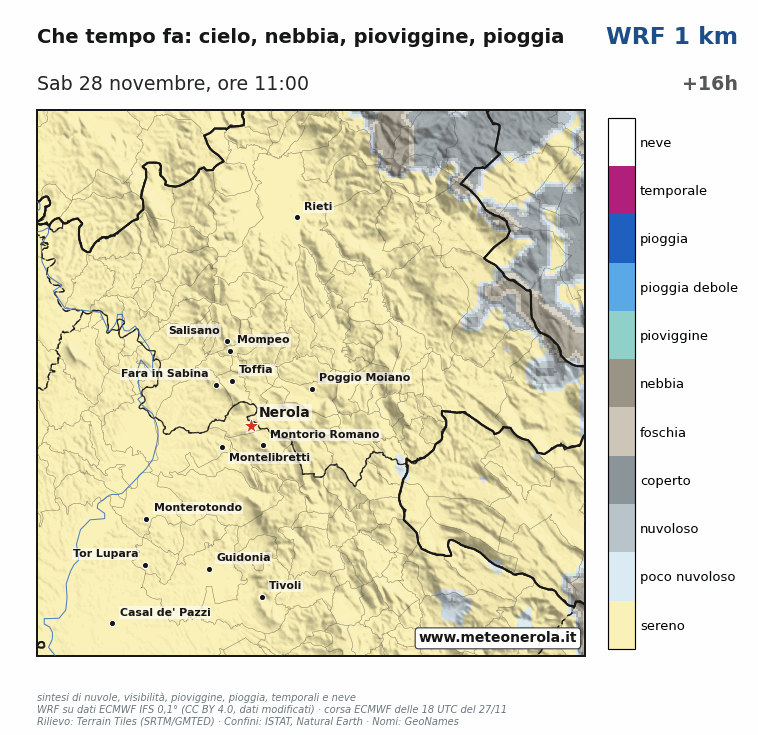 Che tempo fa: cielo, nebbia, pioviggine, pioggia
WRF 1 km
Sab 28 novembre, ore 11:00
+16h
Rieti
Salisano
Mompeo
Fara in Sabina
Toffia
Poggio Moiano
Nerola
Montorio Romano
Montelibretti
Monterotondo
Tor Lupara
Guidonia
Tivoli
Casal de' Pazzi
www.meteonerola.it
neve
temporale
pioggia
pioggia debole
pioviggine
nebbia
foschia
coperto
nuvoloso
poco nuvoloso
sereno
sintesi di nuvole, visibilità, pioviggine, pioggia, temporali e neve
WRF su dati ECMWF IFS 0,1° (CC BY 4.0, dati modificati) · corsa ECMWF delle 18 UTC del 27/11
Rilievo: Terrain Tiles (SRTM/GMTED) · Confini: ISTAT, Natural Earth · Nomi: GeoNames